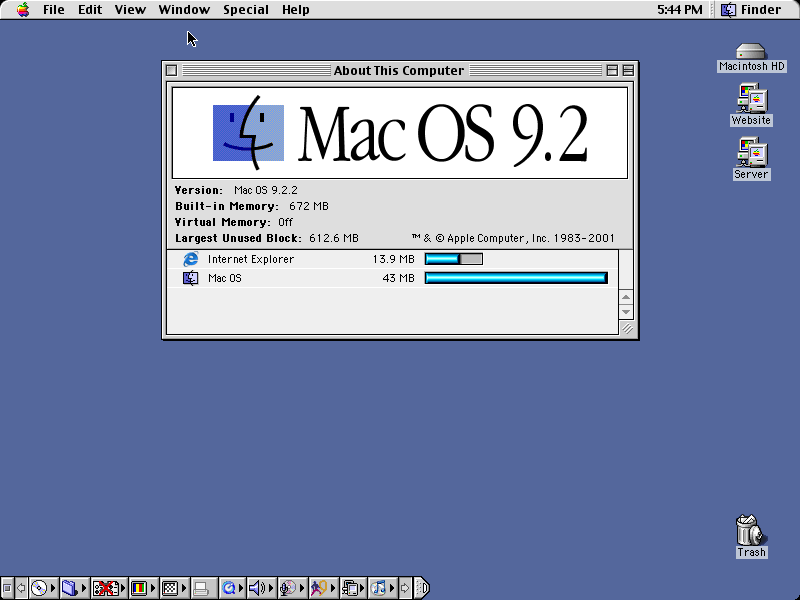 File Edit View Window Special Help 5:44 PM Finder
Macintosh HD
Website
Server
About This Computer
Mac OS 9.2
Version: Mac OS 9.2.2
Built-in Memory: 672 MB
Virtual Memory: Off
Largest Unused Block: 612.6 MB ™ & © Apple Computer, Inc. 1983-2001
Internet Explorer 13.9 MB
Mac OS 43 MB
Trash